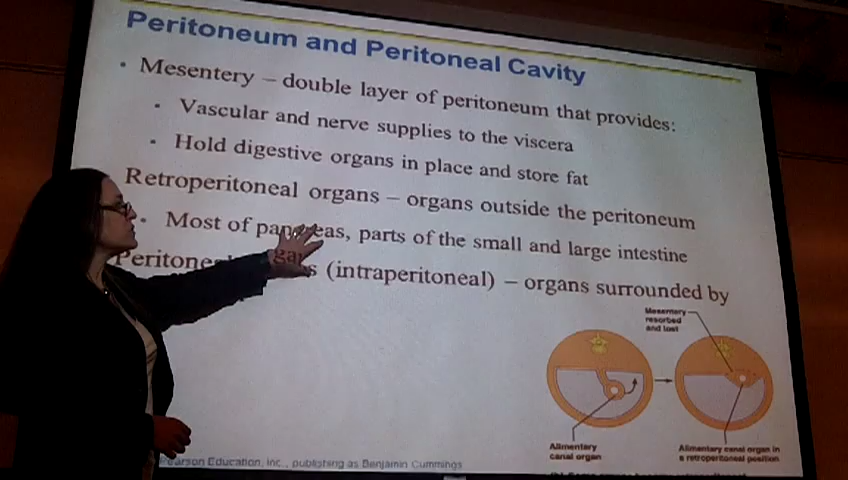 Peritoneum and Peritoneal Cavity
• Mesentery – double layer of peritoneum that provides:
• Vascular and nerve supplies to the viscera
• Hold digestive organs in place and store fat
Retroperitoneal organs – organs outside the peritoneum
• Most of pancreas, parts of the small and large intestine
(intraperitoneal) – organs surrounded by
Mesentery
resorbed
and lost
Alimentary
canal organ
Alimentary canal organ in
a retroperitoneal position
Pearson Education, Inc., publishing as Benjamin Cummings